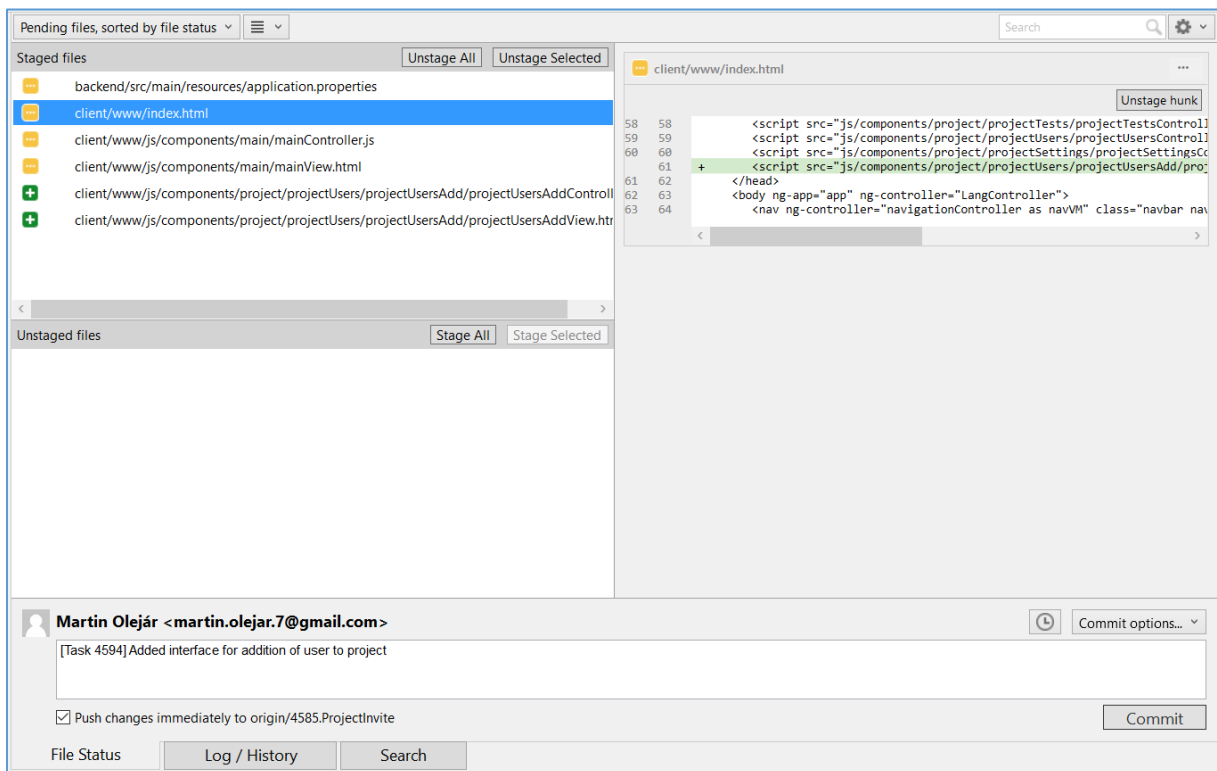 Pending files, sorted by file status
Search
Staged files
Unstage All
Unstage Selected
backend/src/main/resources/application.properties
client/www/index.html
client/www/js/components/main/mainController.js
client/www/js/components/main/mainView.html
client/www/js/components/project/projectUsers/projectUsersAdd/projectUsersAddControll
client/www/js/components/project/projectUsers/projectUsersAdd/projectUsersAddView.htr
Unstaged files
Stage All
Stage Selected
client/www/index.html
Unstage hunk
58 58 <script src="js/components/project/projectTests/projectTestsControll
59 59 <script src="js/components/project/projectUsers/projectUsersControll
60 60 <script src="js/components/project/projectSettings/projectSettingsCo
61 + <script src="js/components/project/projectUsers/projectUsersAdd/proj
61 62 </head>
62 63 <body ng-app="app" ng-controller="LangController">
63 64 <nav ng-controller="navigationController as navVM" class="navbar nav
Martin Olejár <martin.olejar.7@gmail.com>
Commit options...
[Task 4594] Added interface for addition of user to project
Push changes immediately to origin/4585.ProjectInvite
Commit
File Status
Log / History
Search